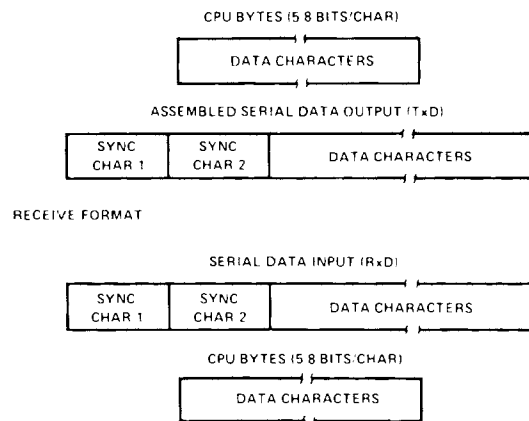 CPU BYTES (5 8 BITS/CHAR)
DATA CHARACTERS
ASSEMBLED SERIAL DATA OUTPUT (TxD)
SYNC CHAR 1
SYNC CHAR 2
DATA CHARACTERS
RECEIVE FORMAT
SERIAL DATA INPUT (RxD)
SYNC CHAR 1
SYNC CHAR 2
DATA CHARACTERS
CPU BYTES (5 8 BITS/CHAR)
DATA CHARACTERS